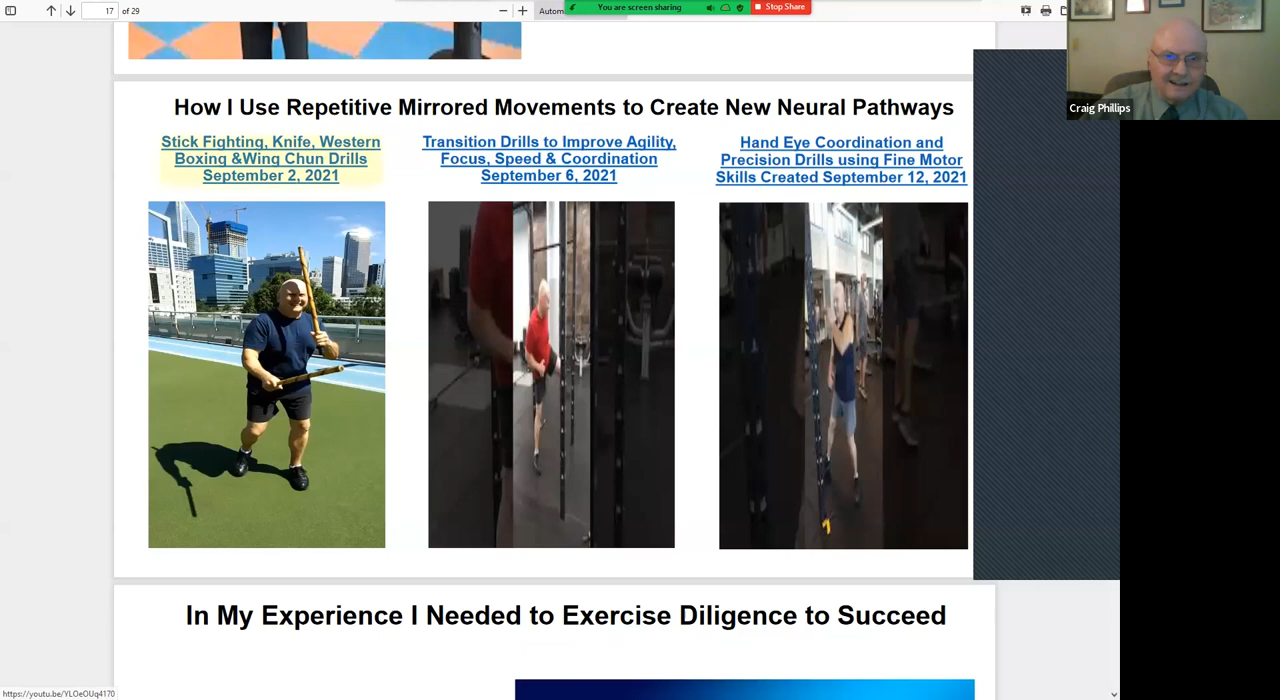 17 of 29
Autom
You are screen sharing
Stop Share
Craig Phillips
How I Use Repetitive Mirrored Movements to Create New Neural Pathways
Stick Fighting, Knife, Western
Boxing &Wing Chun Drills
September 2, 2021
Transition Drills to Improve Agility,
Focus, Speed & Coordination
September 6, 2021
Hand Eye Coordination and
Precision Drills using Fine Motor
Skills Created September 12, 2021
In My Experience I Needed to Exercise Diligence to Succeed
https://youtu.be/YLOeOUq4170